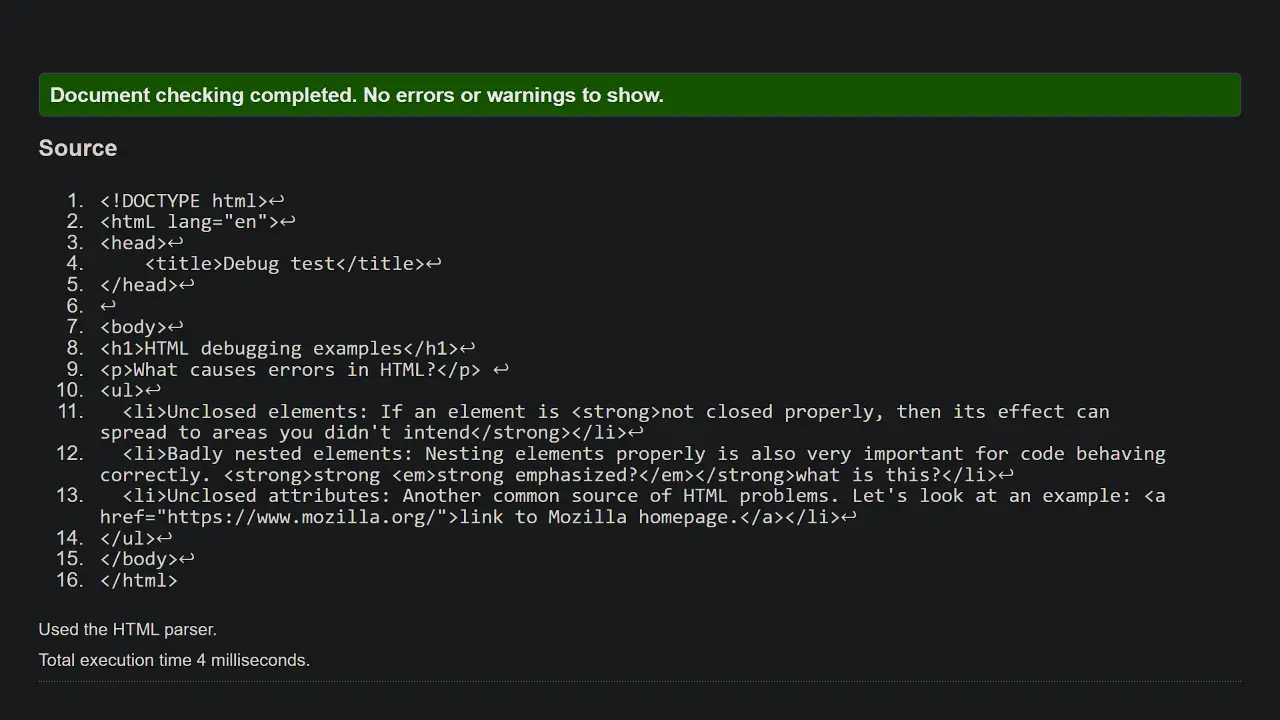 Document checking completed. No errors or warnings to show.
Source
1. <!DOCTYPE html>↩
2. <htmL lang="en">↩
3. <head>↩
4.     <title>Debug test</title>↩
5. </head>↩
6. ↩
7. <body>↩
8. <h1>HTML debugging examples</h1>↩
9. <p>What causes errors in HTML?</p> ↩
10. <ul>↩
11.   <li>Unclosed elements: If an element is <strong>not closed properly, then its effect can
spread to areas you didn't intend</strong></li>↩
12.   <li>Badly nested elements: Nesting elements properly is also very important for code behaving
correctly. <strong>strong <em>strong emphasized?</em></strong>what is this?</li>↩
13.   <li>Unclosed attributes: Another common source of HTML problems. Let's look at an example: <a
href="https://www.mozilla.org/">link to Mozilla homepage.</a></li>↩
14. </ul>↩
15. </body>↩
16. </html>
Used the HTML parser.
Total execution time 4 milliseconds.